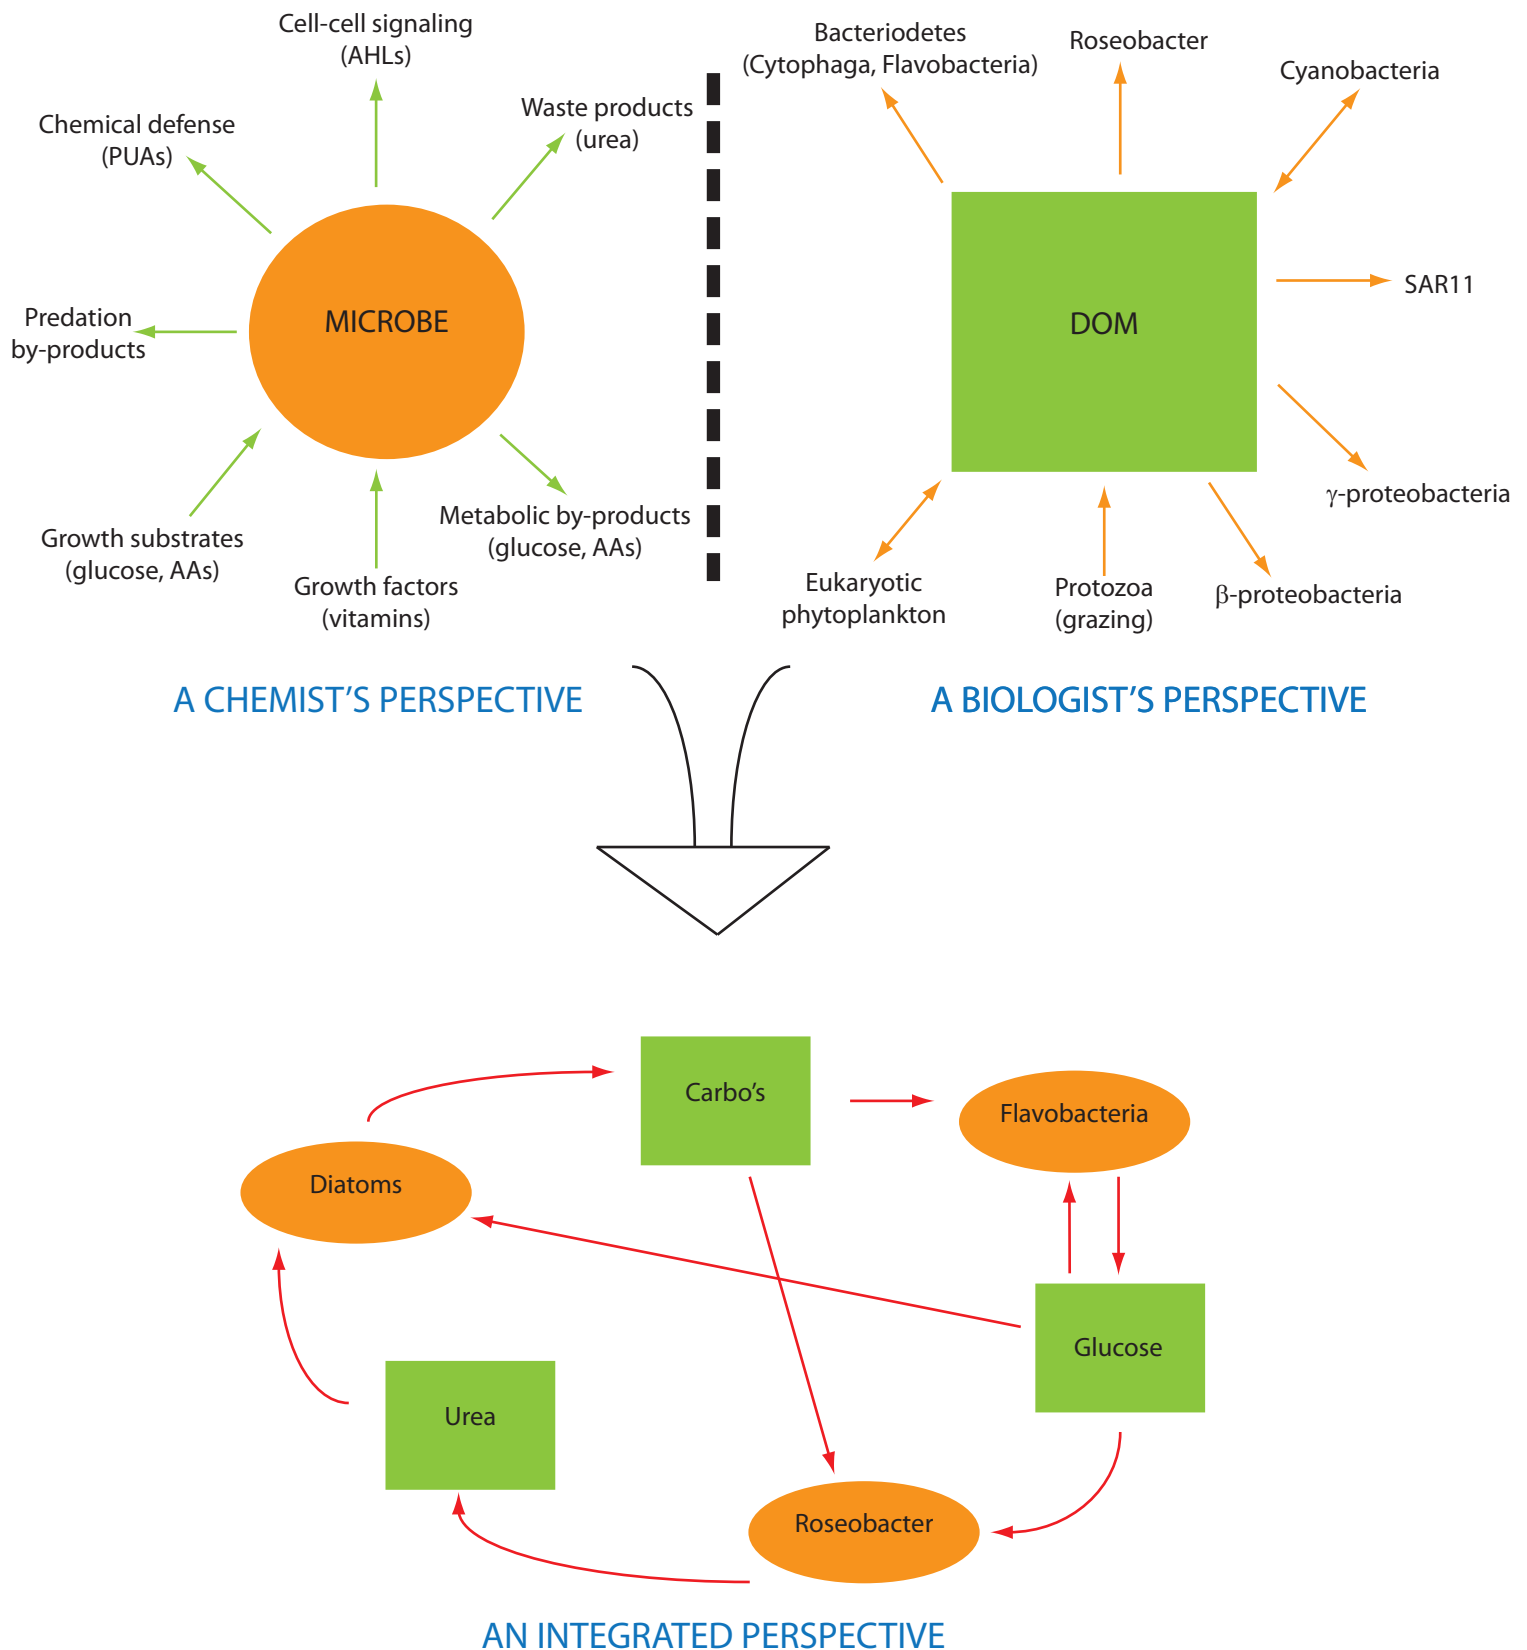 Cell-cell signaling
(AHLs)
Waste products
(urea)
Chemical defense
(PUAs)
MICROBE
Predation
by-products
Growth substrates
(glucose, AAs)
Growth factors
(vitamins)
Metabolic by-products
(glucose, AAs)
A CHEMIST'S PERSPECTIVE
Bacteriodetes
(Cytophaga, Flavobacteria)
Roseobacter
Cyanobacteria
DOM
SAR11
γ-proteobacteria
β-proteobacteria
Protozoa
(grazing)
Eukaryotic
phytoplankton
A BIOLOGIST'S PERSPECTIVE
Carbo's
Flavobacteria
Diatoms
Glucose
Urea
Roseobacter
AN INTEGRATED PERSPECTIVE